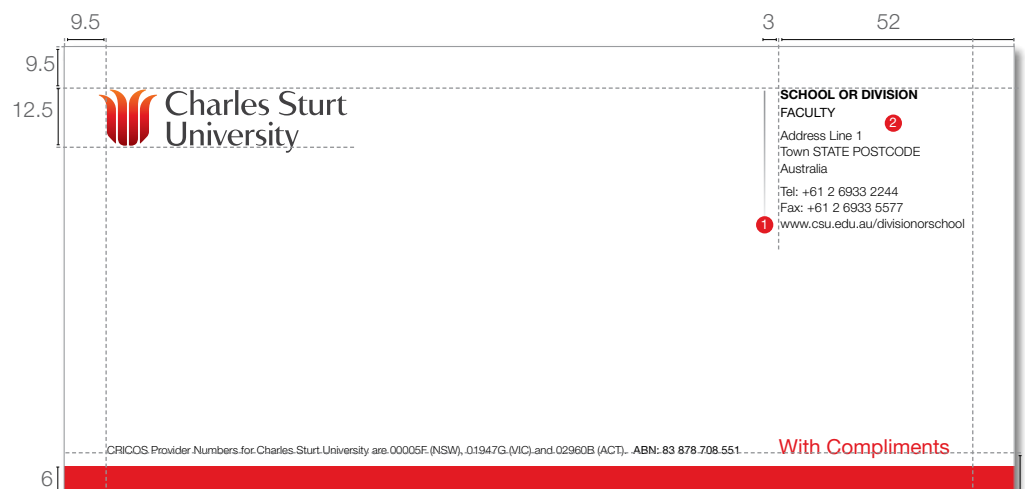 9.5
3
52
9.5
12.5
Charles Sturt
University
SCHOOL OR DIVISION
FACULTY
2
Address Line 1
Town STATE POSTCODE
Australia
Tel: +61 2 6933 2244
Fax: +61 2 6933 5577
1
www.csu.edu.au/divisionorschool
CRICOS Provider Numbers for Charles Sturt University are 00005F (NSW), 01947G (VIC) and 02960B (ACT). ABN: 83 878 708 551
With Compliments
6